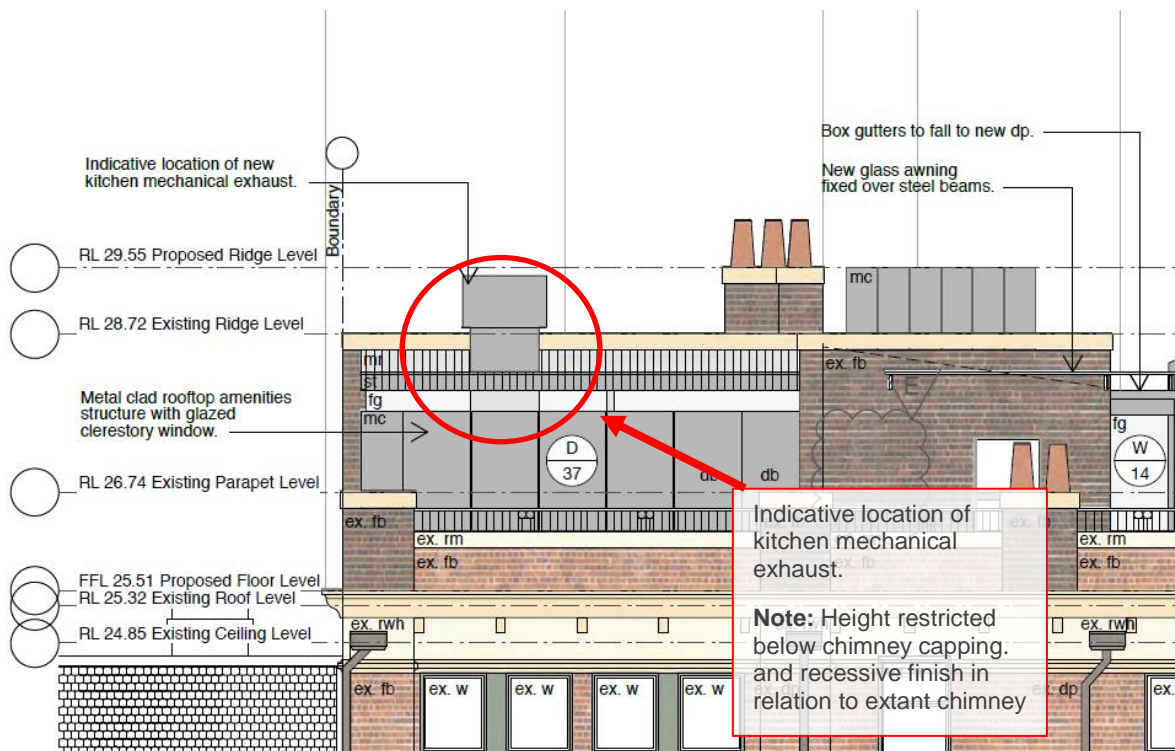 Box gutters to fall to new dp.
Indicative location of new
kitchen mechanical exhaust.
New glass awning
fixed over steel beams.
Boundary
RL 29.55 Proposed Ridge Level
mc
RL 28.72 Existing Ridge Level
mr
ex. fb
st
E
fg
Metal clad rooftop amenities
structure with glazed
clerestory window.
mc
fg
D
37
W
14
db
db
RL 26.74 Existing Parapet Level
Indicative location of
kitchen mechanical
exhaust.
Note: Height restricted
below chimney capping.
and recessive finish in
relation to extant chimney
ex. fb
ex. fb
ex. rm
ex. rm
ex. fb
ex. fb
FFL 25.51 Proposed Floor Level
RL 25.32 Existing Roof Level
RL 24.85 Existing Ceiling Level
ex. rwh
ex. rwh
ex. rwh
ex. fb
ex. w
ex. w
ex. w
ex. w
ex. dp
ex. dp
ex.